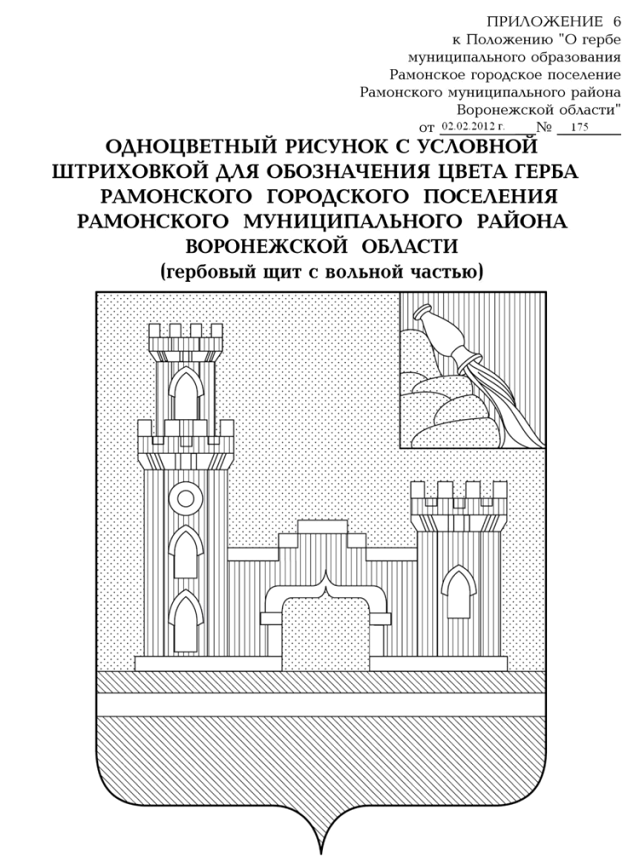 ПРИЛОЖЕНИЕ 6
к Положению "О гербе
муниципального образования
Рамонское городское поселение
Рамонского муниципального района
Воронежской области"
от 02.02.2012 г. № 175
ОДНОЦВЕТНЫЙ РИСУНОК С УСЛОВНОЙ
ШТРИХОВКОЙ ДЛЯ ОБОЗНАЧЕНИЯ ЦВЕТА ГЕРБА
РАМОНСКОГО ГОРОДСКОГО ПОСЕЛЕНИЯ
РАМОНСКОГО МУНИЦИПАЛЬНОГО РАЙОНА
ВОРОНЕЖСКОЙ ОБЛАСТИ
(гербовый щит с вольной частью)